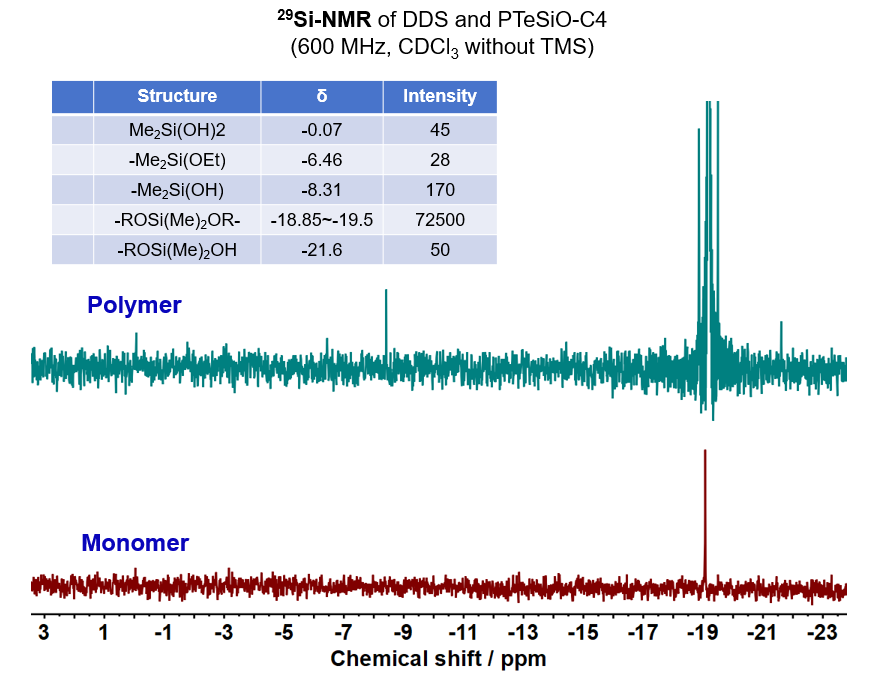 ²⁹Si-NMR of DDS and PTeSiO-C4
(600 MHz, CDCl₃ without TMS)
Structure δ Intensity
Me₂Si(OH)2 -0.07 45
-Me₂Si(OEt) -6.46 28
-Me₂Si(OH) -8.31 170
-ROSi(Me)₂OR- -18.85~-19.5 72500
-ROSi(Me)₂OH -21.6 50
Polymer
Monomer
3 1 -1 -3 -5 -7 -9 -11 -13 -15 -17 -19 -21 -23
Chemical shift / ppm